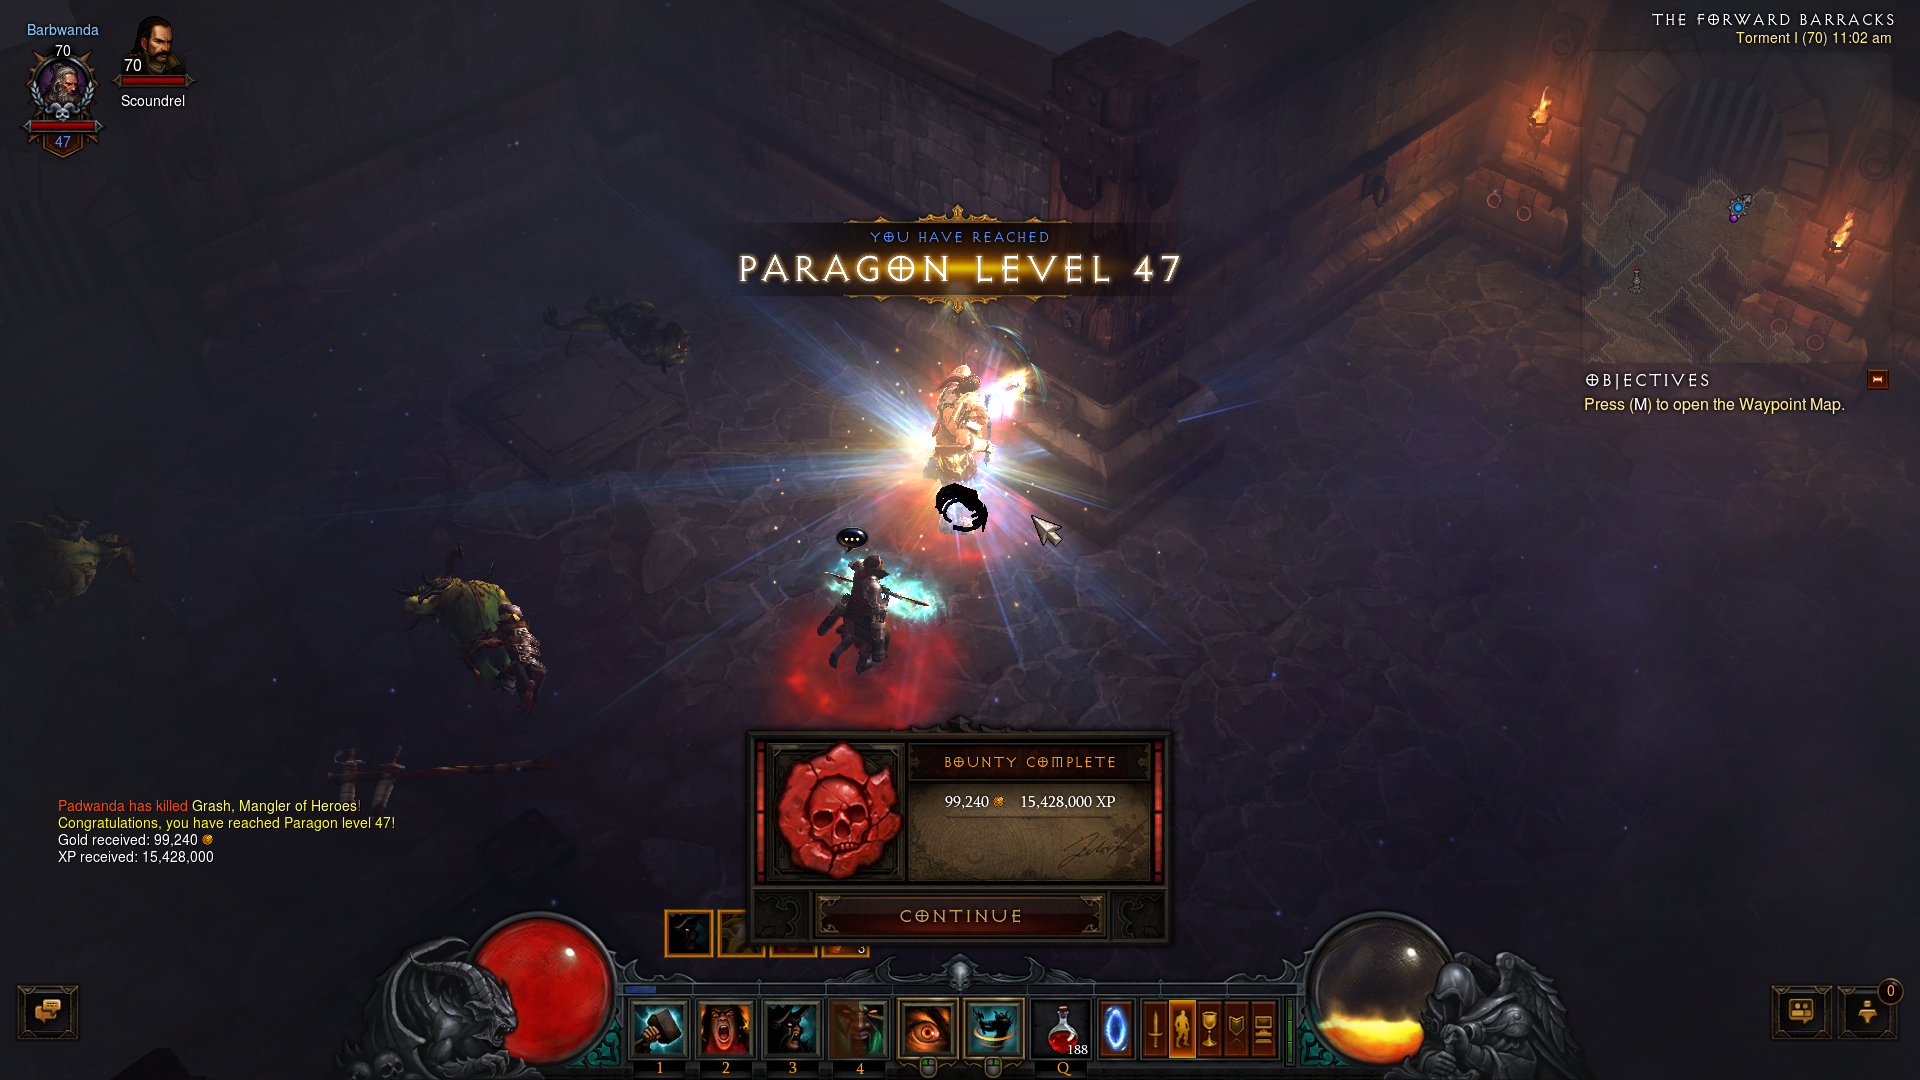 Barbwanda
70
47
70
Scoundrel
THE FORWARD BARRACKS
Torment I (70) 11:02 am
YOU HAVE REACHED
PARAGON LEVEL 47
OBJECTIVES
Press (M) to open the Waypoint Map.
Padwanda has killed Grash, Mangler of Heroes!
Congratulations, you have reached Paragon level 47!
Gold received: 99,240
XP received: 15,428,000
BOUNTY COMPLETE
99,240 15,428,000 XP
CONTINUE
3
188
0
1 2 3 4 Q